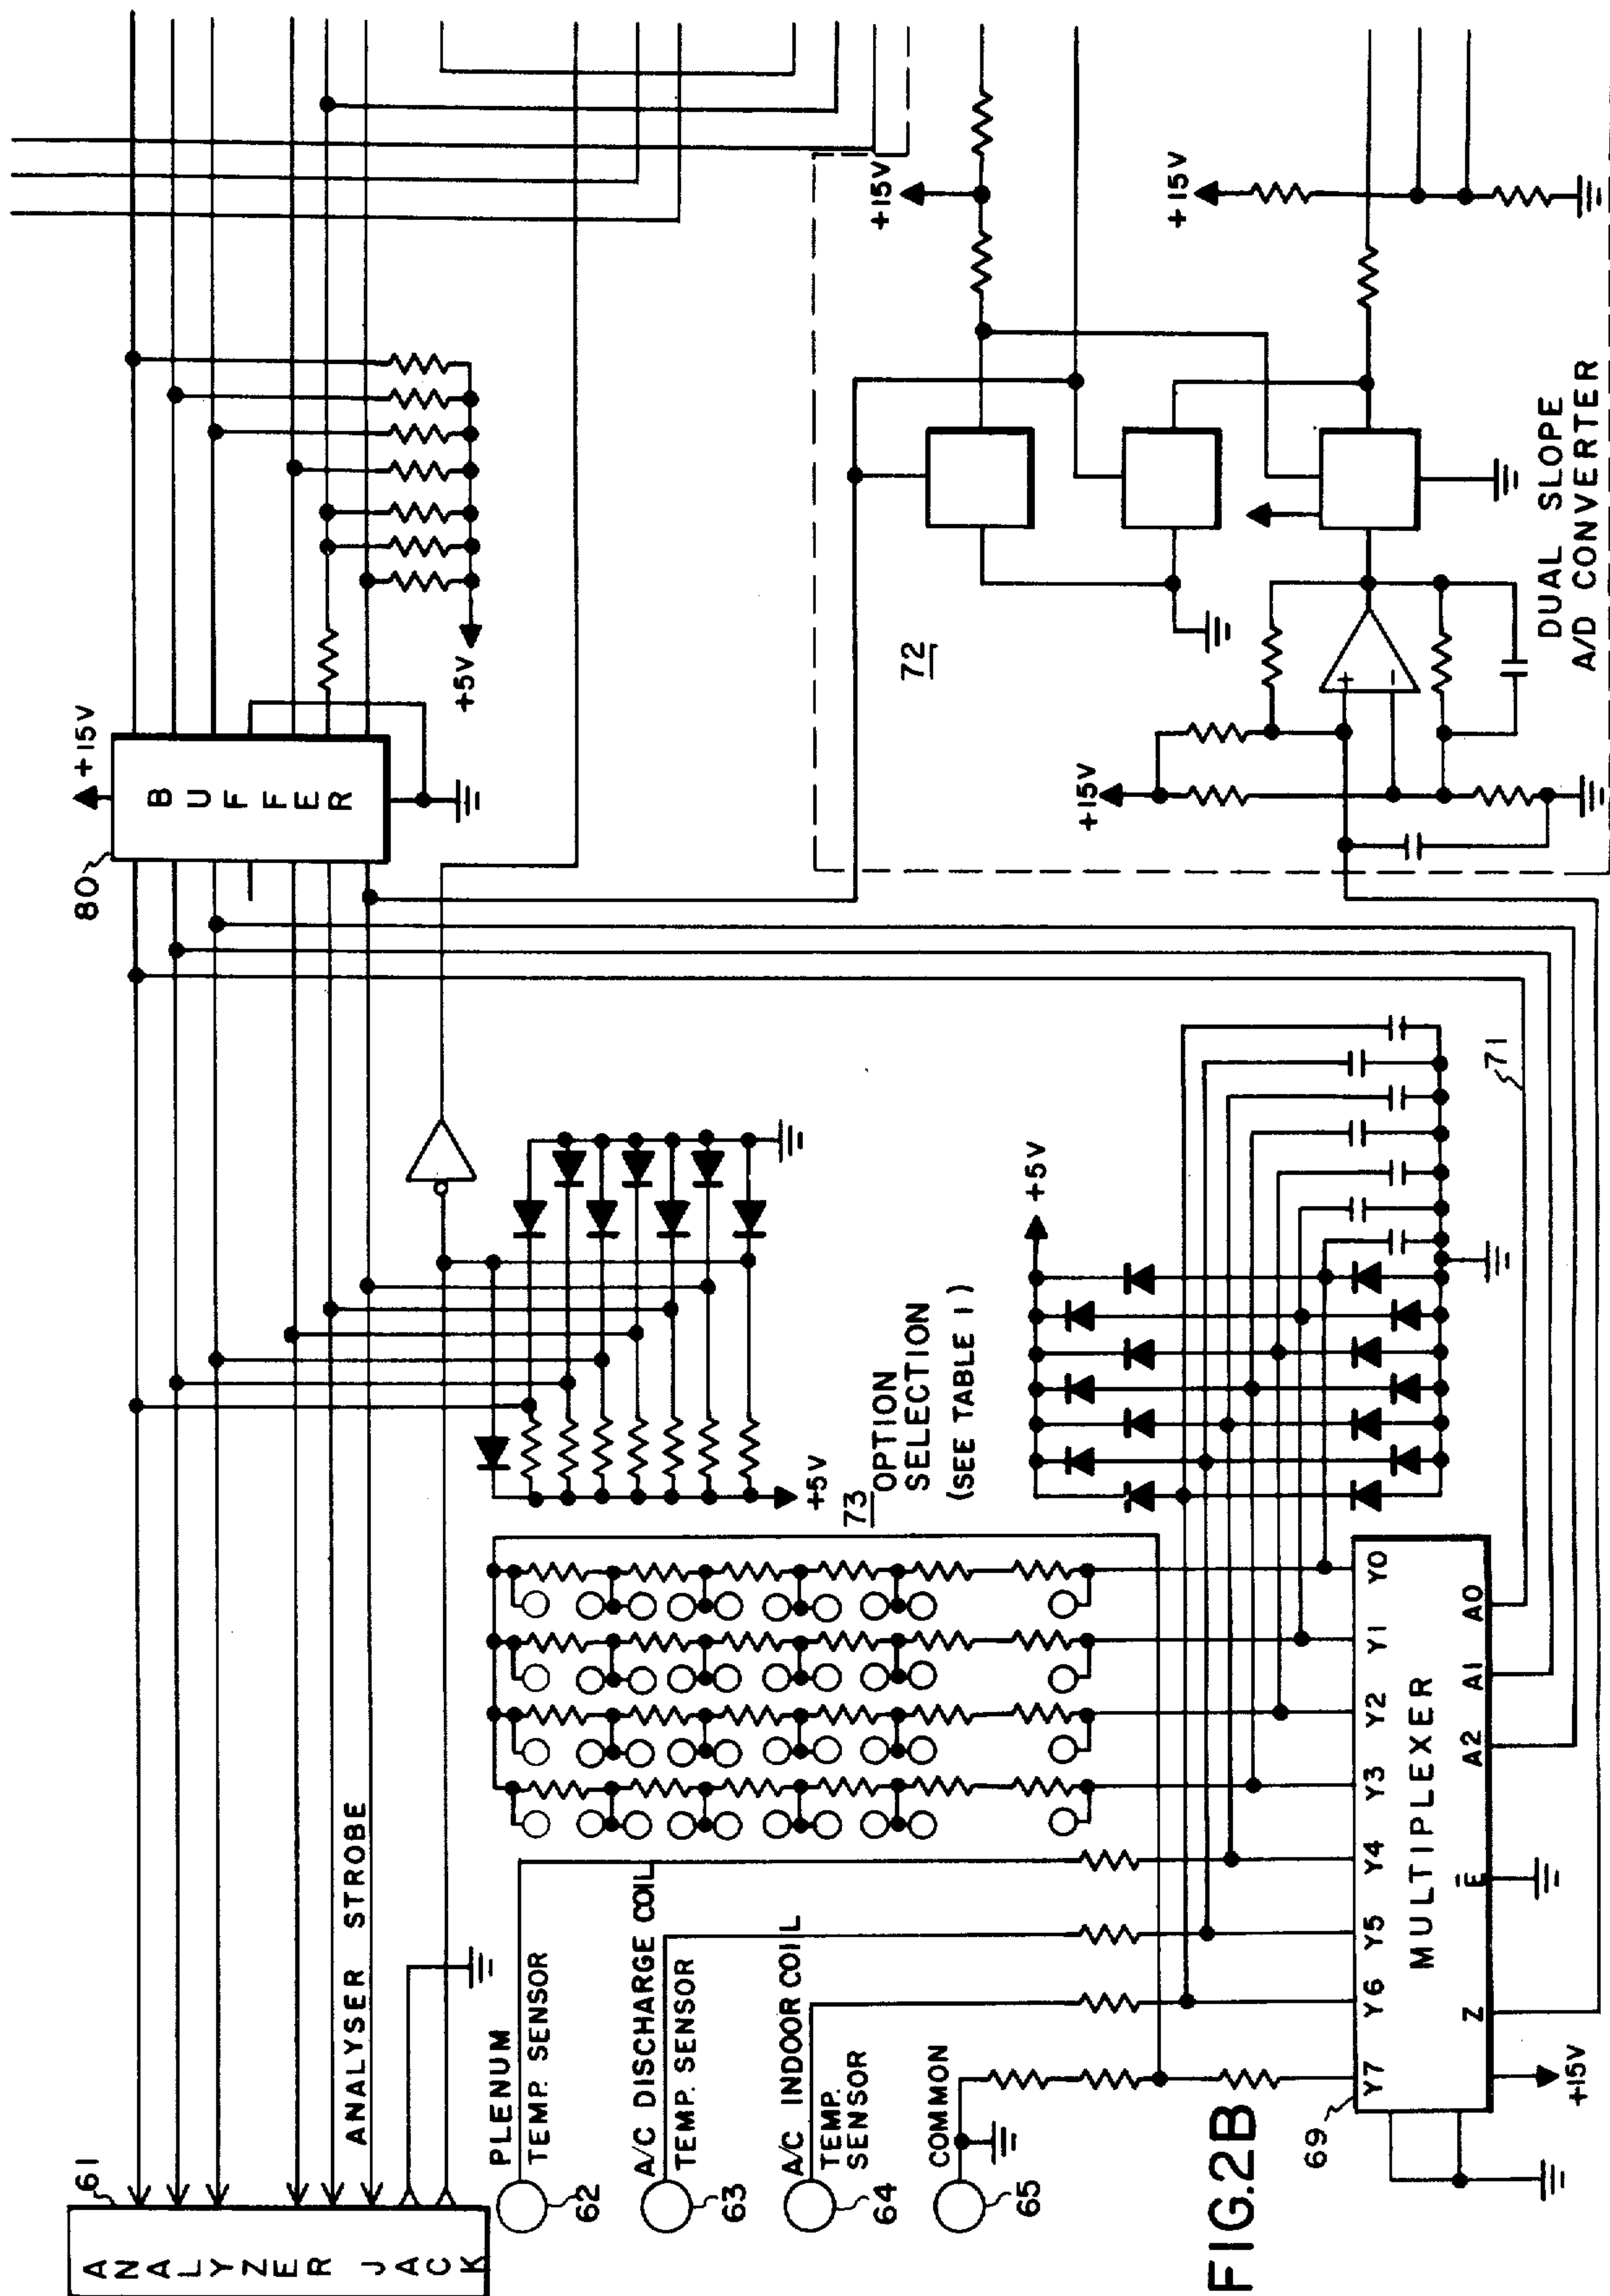 61
ANALYZER JACK
ANALYSER STROBE
80
BUFFER
+15V
+5V
PLENUM
TEMP. SENSOR
62
A/C DISCHARGE COIL
TEMP. SENSOR
63
A/C INDOOR COIL
TEMP.
SENSOR
64
COMMON
65
+5V
73
OPTION
SELECTION
(SEE TABLE 1)
+5V
71
72
+15V
+15V
+15V
+
-
DUAL SLOPE
A/D CONVERTER
FIG.2B
69
Y7 Y6 Y5 Y4 Y3 Y2 Y1 Y0
MULTIPLEXER
Z E A2 A1 A0
+15V